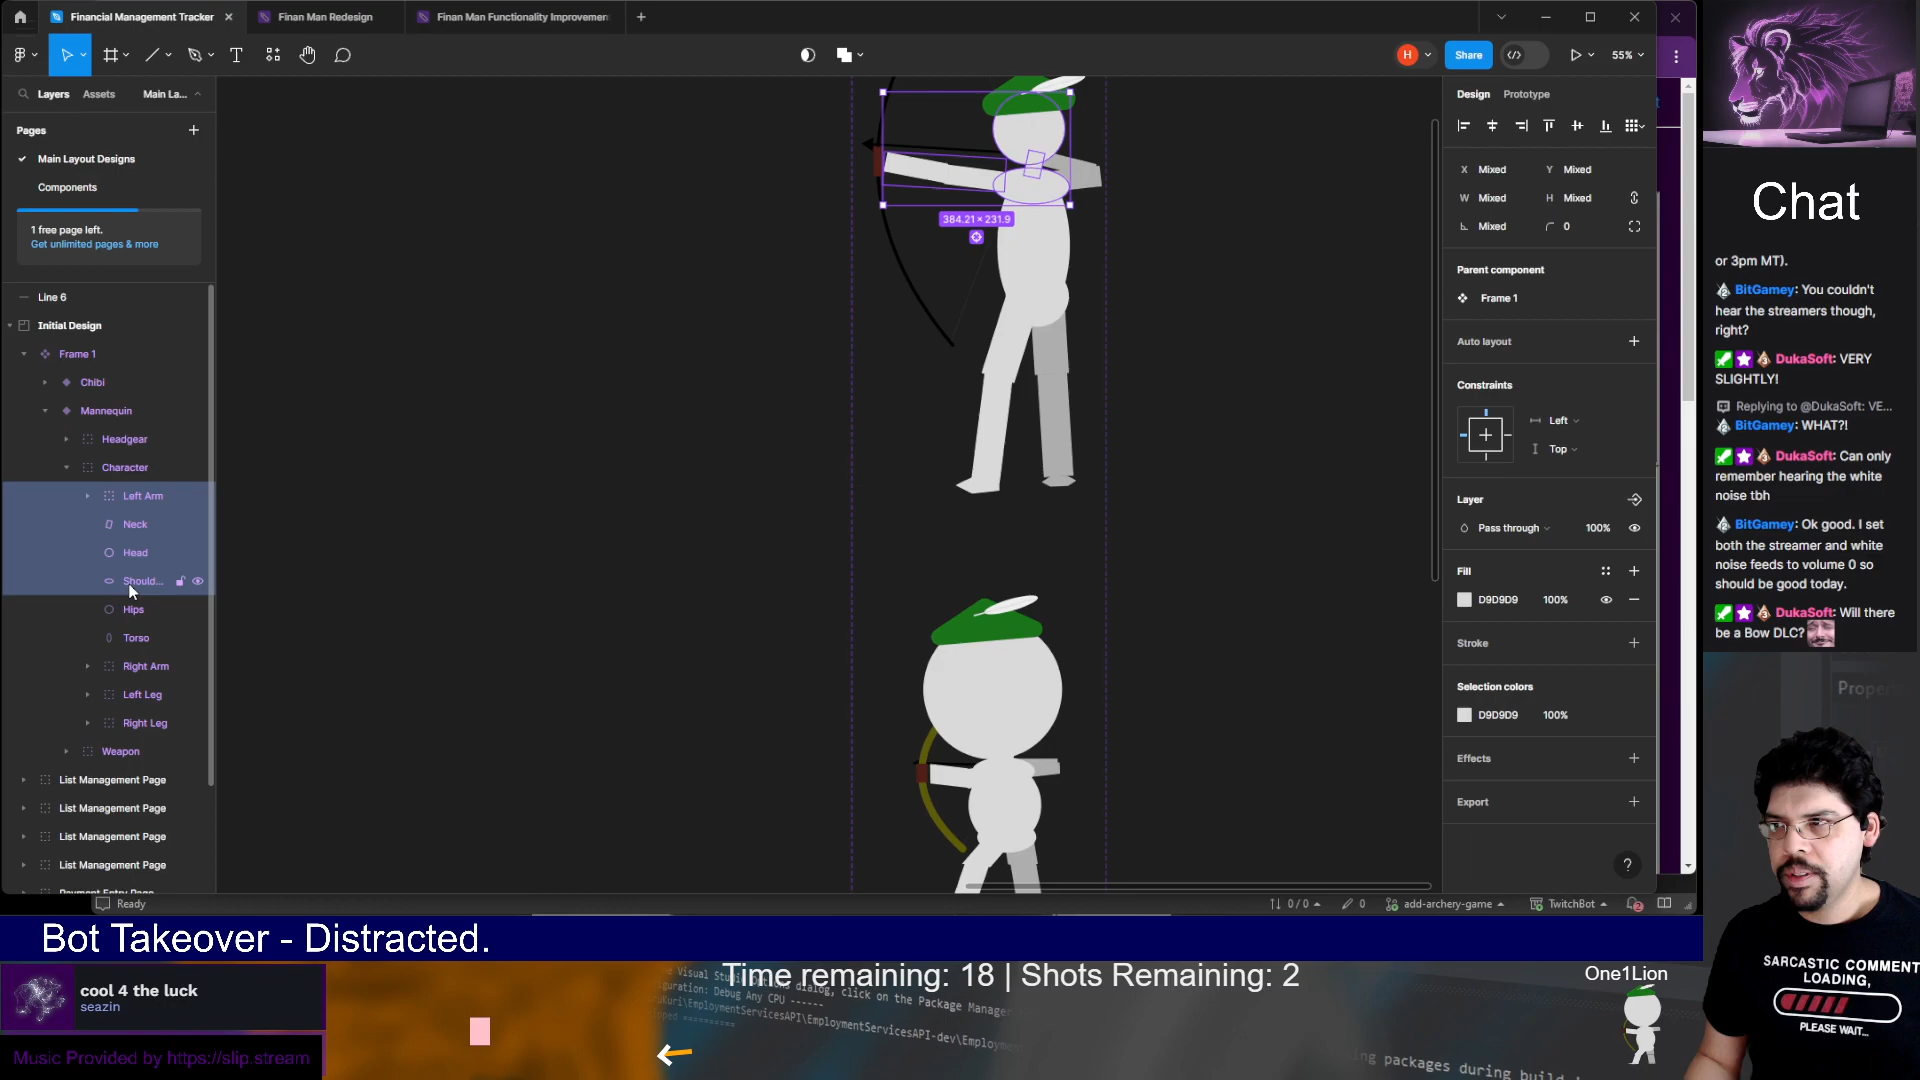 Financial Management Tracker
Finan Man Redesign
Finan Man Functionality Improvemen
H
Share
55%
Layers
Assets
Main La...
Pages
Main Layout Designs
Components
1 free page left.
Get unlimited pages & more
Line 6
Initial Design
Frame 1
Chibi
Mannequin
Headgear
Character
Left Arm
Neck
Head
Should...
Hips
Torso
Right Arm
Left Leg
Right Leg
Weapon
List Management Page
List Management Page
List Management Page
List Management Page
Payment Entry Page
384.21 × 231.9
Design
Prototype
X Mixed
Y Mixed
W Mixed
H Mixed
Mixed
0
Parent component
Frame 1
Auto layout
Constraints
Left
Top
Layer
Pass through
100%
Fill
D9D9D9
100%
Stroke
Selection colors
D9D9D9
100%
Effects
Export
?
Ready
0 / 0
0
add-archery-game
TwitchBot
2
Chat
or 3pm MT).
BitGamey: You couldn't
hear the streamers though,
right?
DukaSoft: VERY
SLIGHTLY!
Replying to @DukaSoft: VE...
BitGamey: WHAT?!
DukaSoft: Can only
remember hearing the white
noise tbh
BitGamey: Ok good. I set
both the streamer and white
noise feeds to volume 0 so
should be good today.
DukaSoft: Will there
be a Bow DLC?
Bot Takeover - Distracted.
cool 4 the luck
seazin
Music Provided by https://slip.stream
Time remaining: 18 | Shots Remaining: 2
One1Lion
SARCASTIC COMMENT
LOADING,
PLEASE WAIT...